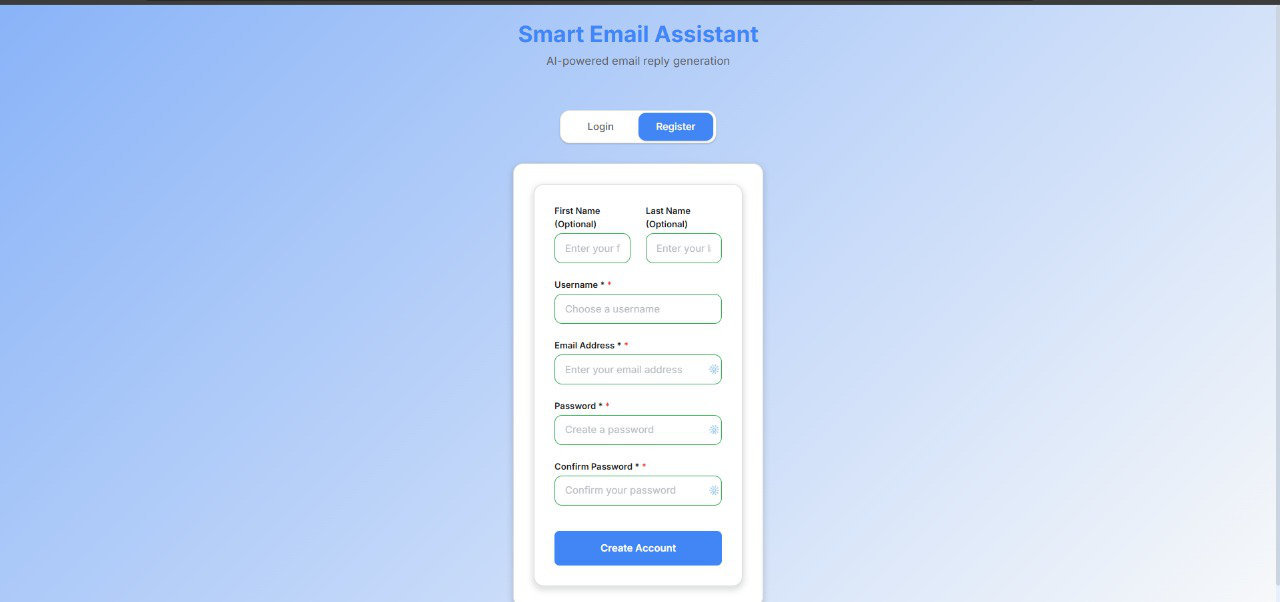 Smart Email Assistant
AI-powered email reply generation
Login
Register
First Name
(Optional)
Last Name
(Optional)
Enter your f
Enter your l
Username * *
Choose a username
Email Address * *
Enter your email address
Password * *
Create a password
Confirm Password * *
Confirm your password
Create Account